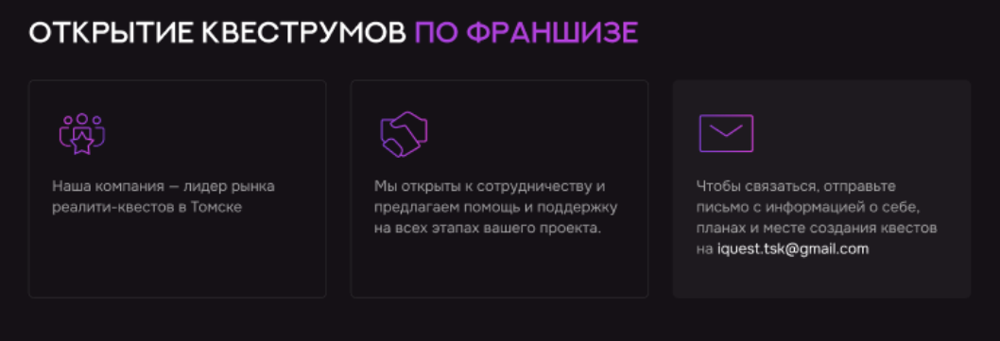 ОТКРЫТИЕ КВЕСТРУМОВ ПО ФРАНШИЗЕ
Наша компания — лидер рынка
реалити-квестов в Томске
Мы открыты к сотрудничеству и
предлагаем помощь и поддержку
на всех этапах вашего проекта.
Чтобы связаться, отправьте
письмо с информацией о себе,
планах и месте создания квестов
на iquest.tsk@gmail.com